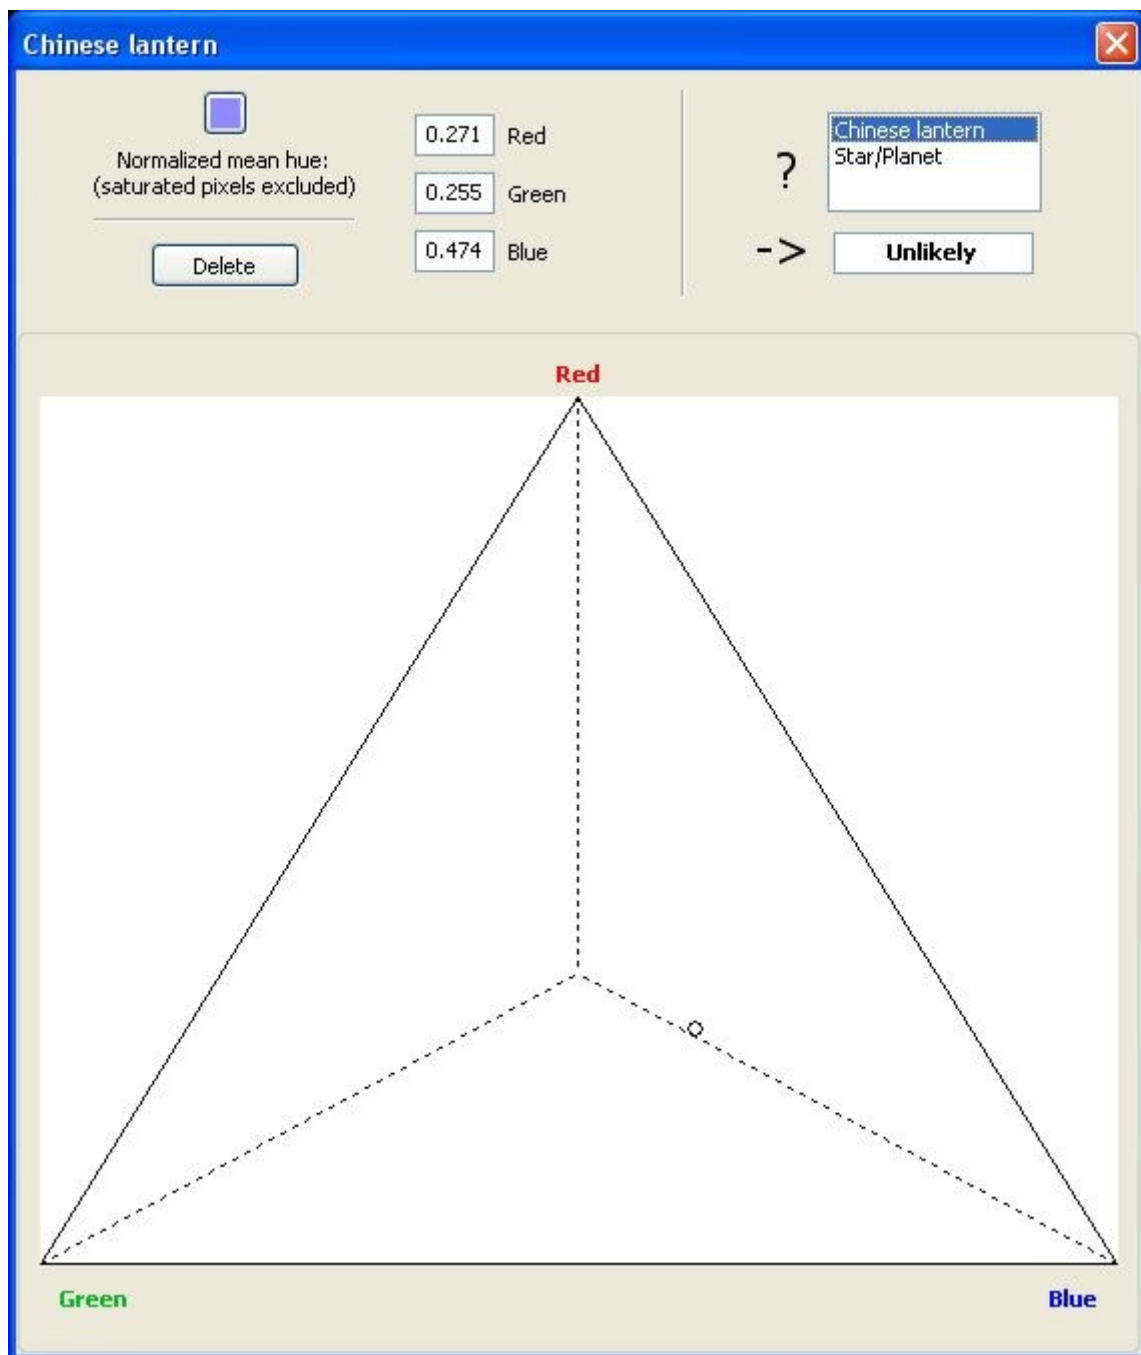 Chinese lantern
Normalized mean hue:
(saturated pixels excluded)
Delete
0.271 Red
0.255 Green
0.474 Blue
?
Chinese lantern
Star/Planet
-> Unlikely
Red
Green
Blue